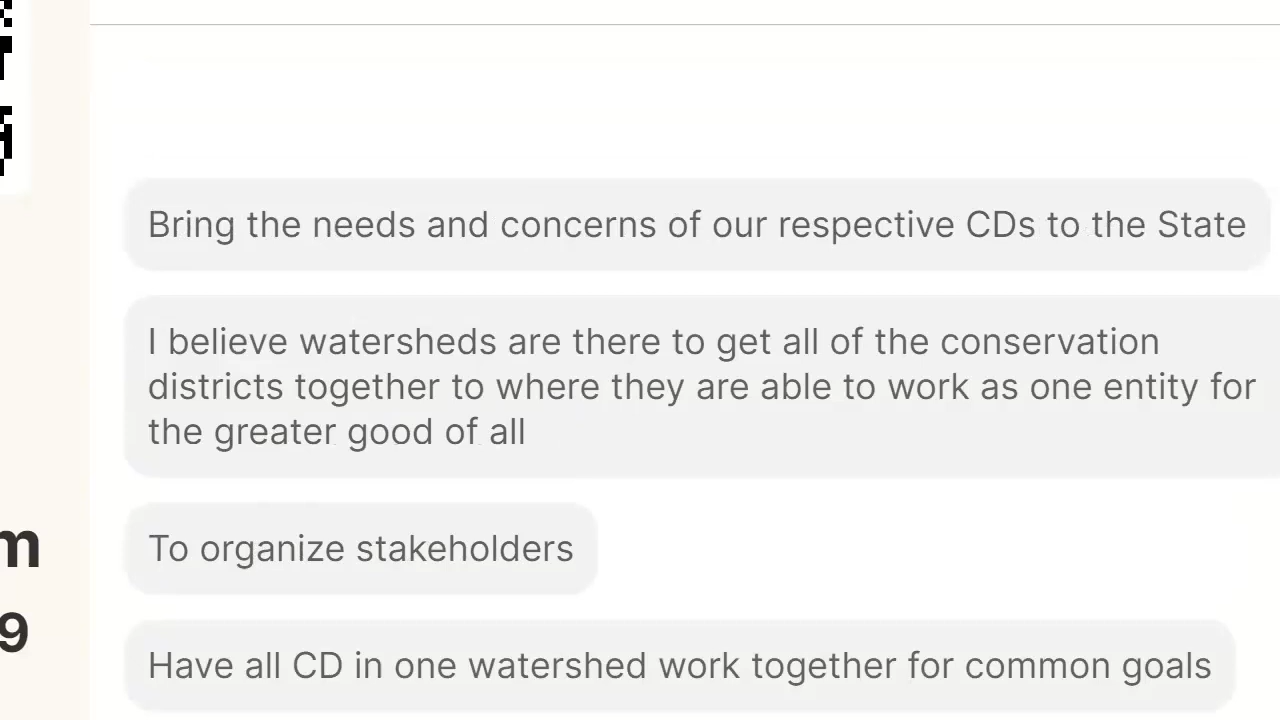 Bring the needs and concerns of our respective CDs to the State
I believe watersheds are there to get all of the conservation
districts together to where they are able to work as one entity for
the greater good of all
To organize stakeholders
m
9
Have all CD in one watershed work together for common goals